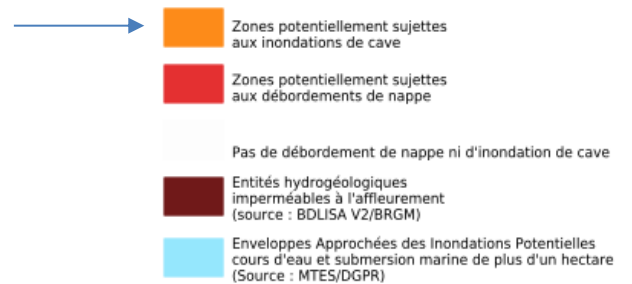 Zones potentiellement sujettes
aux inondations de cave
Zones potentiellement sujettes
aux débordements de nappe
Pas de débordement de nappe ni d'inondation de cave
Entités hydrogéologiques
imperméables à l'affleurement
(source : BDLISA V2/BRGM)
Enveloppes Approchées des Inondations Potentielles
cours d'eau et submersion marine de plus d'un hectare
(Source : MTES/DGPR)